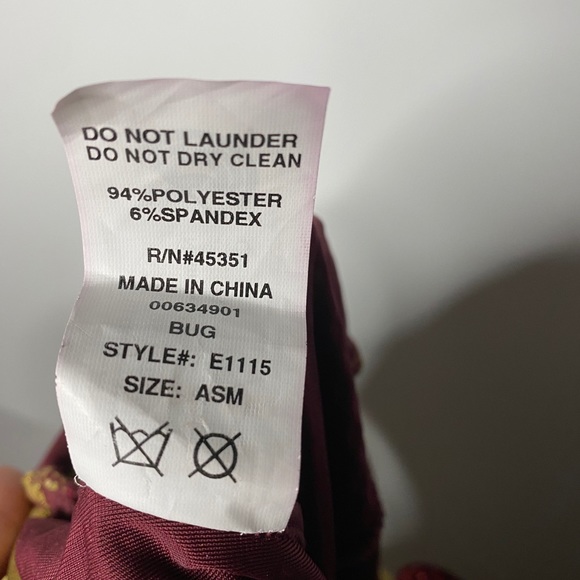 DO NOT LAUNDER
DO NOT DRY CLEAN
94%POLYESTER
6%SPANDEX
R/N#45351
MADE IN CHINA
00634901
BUG
STYLE#: E1115
SIZE: ASM